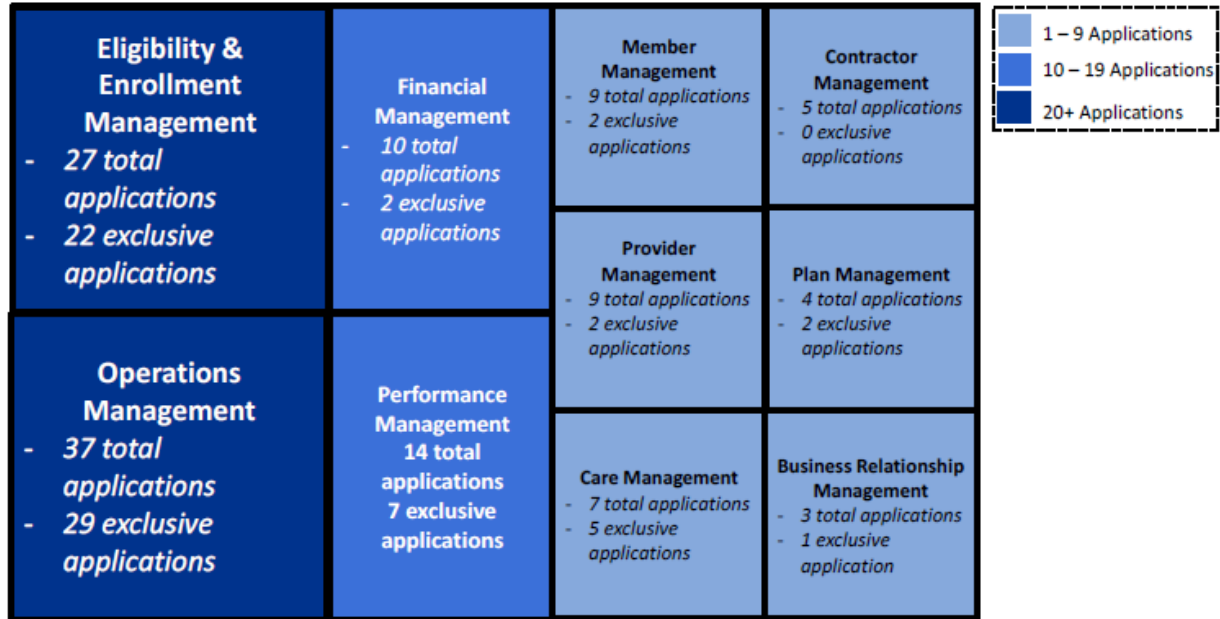 Eligibility &
Enrollment
Management
- 27 total
applications
- 22 exclusive
applications
Financial
Management
- 10 total
applications
- 2 exclusive
applications
Member
Management
- 9 total applications
- 2 exclusive
applications
Contractor
Management
- 5 total applications
- 0 exclusive
applications
Provider
Management
- 9 total applications
- 2 exclusive
applications
Plan Management
- 4 total applications
- 2 exclusive
applications
Operations
Management
- 37 total
applications
- 29 exclusive
applications
Performance
Management
14 total
applications
7 exclusive
applications
Care Management
- 7 total applications
- 5 exclusive
applications
Business Relationship
Management
- 3 total applications
- 1 exclusive
application
1 – 9 Applications
10 – 19 Applications
20+ Applications